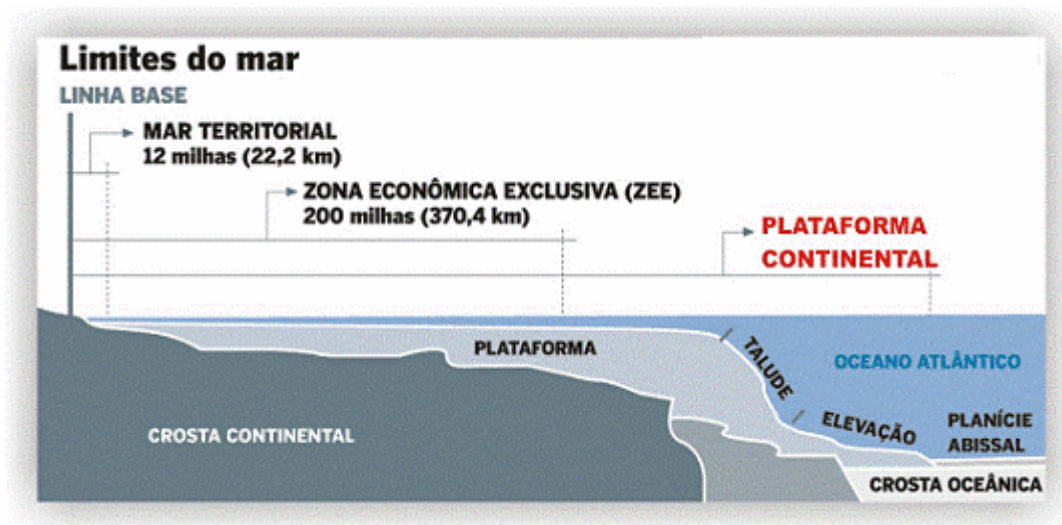 Limites do mar
LINHA BASE
MAR TERRITORIAL
12 milhas (22,2 km)
ZONA ECONÔMICA EXCLUSIVA (ZEE)
200 milhas (370,4 km)
PLATAFORMA
CONTINENTAL
PLATAFORMA
TALUDE
OCEANO ATLÂNTICO
ELEVAÇÃO
PLANÍCIE
ABISSAL
CROSTA CONTINENTAL
CROSTA OCEÂNICA